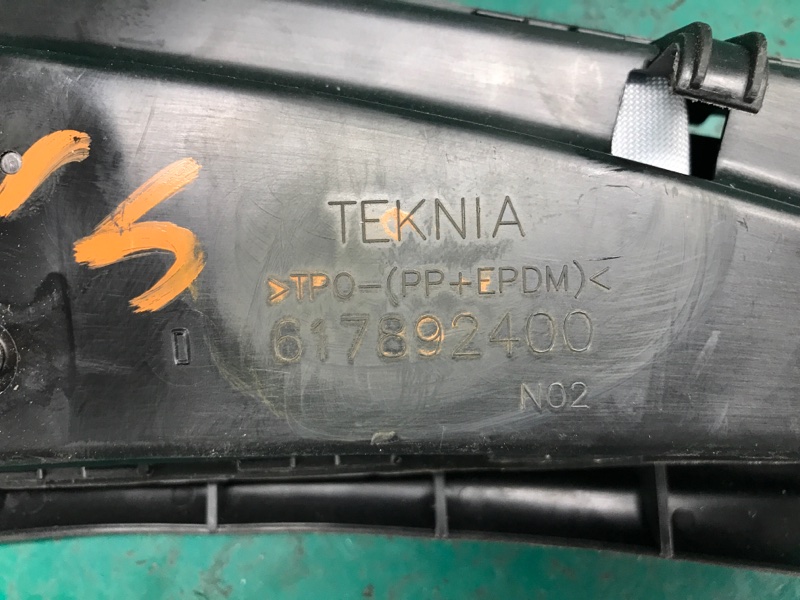 TEKNIA
>TPO-(PP+EPDM)<
617892400
N02